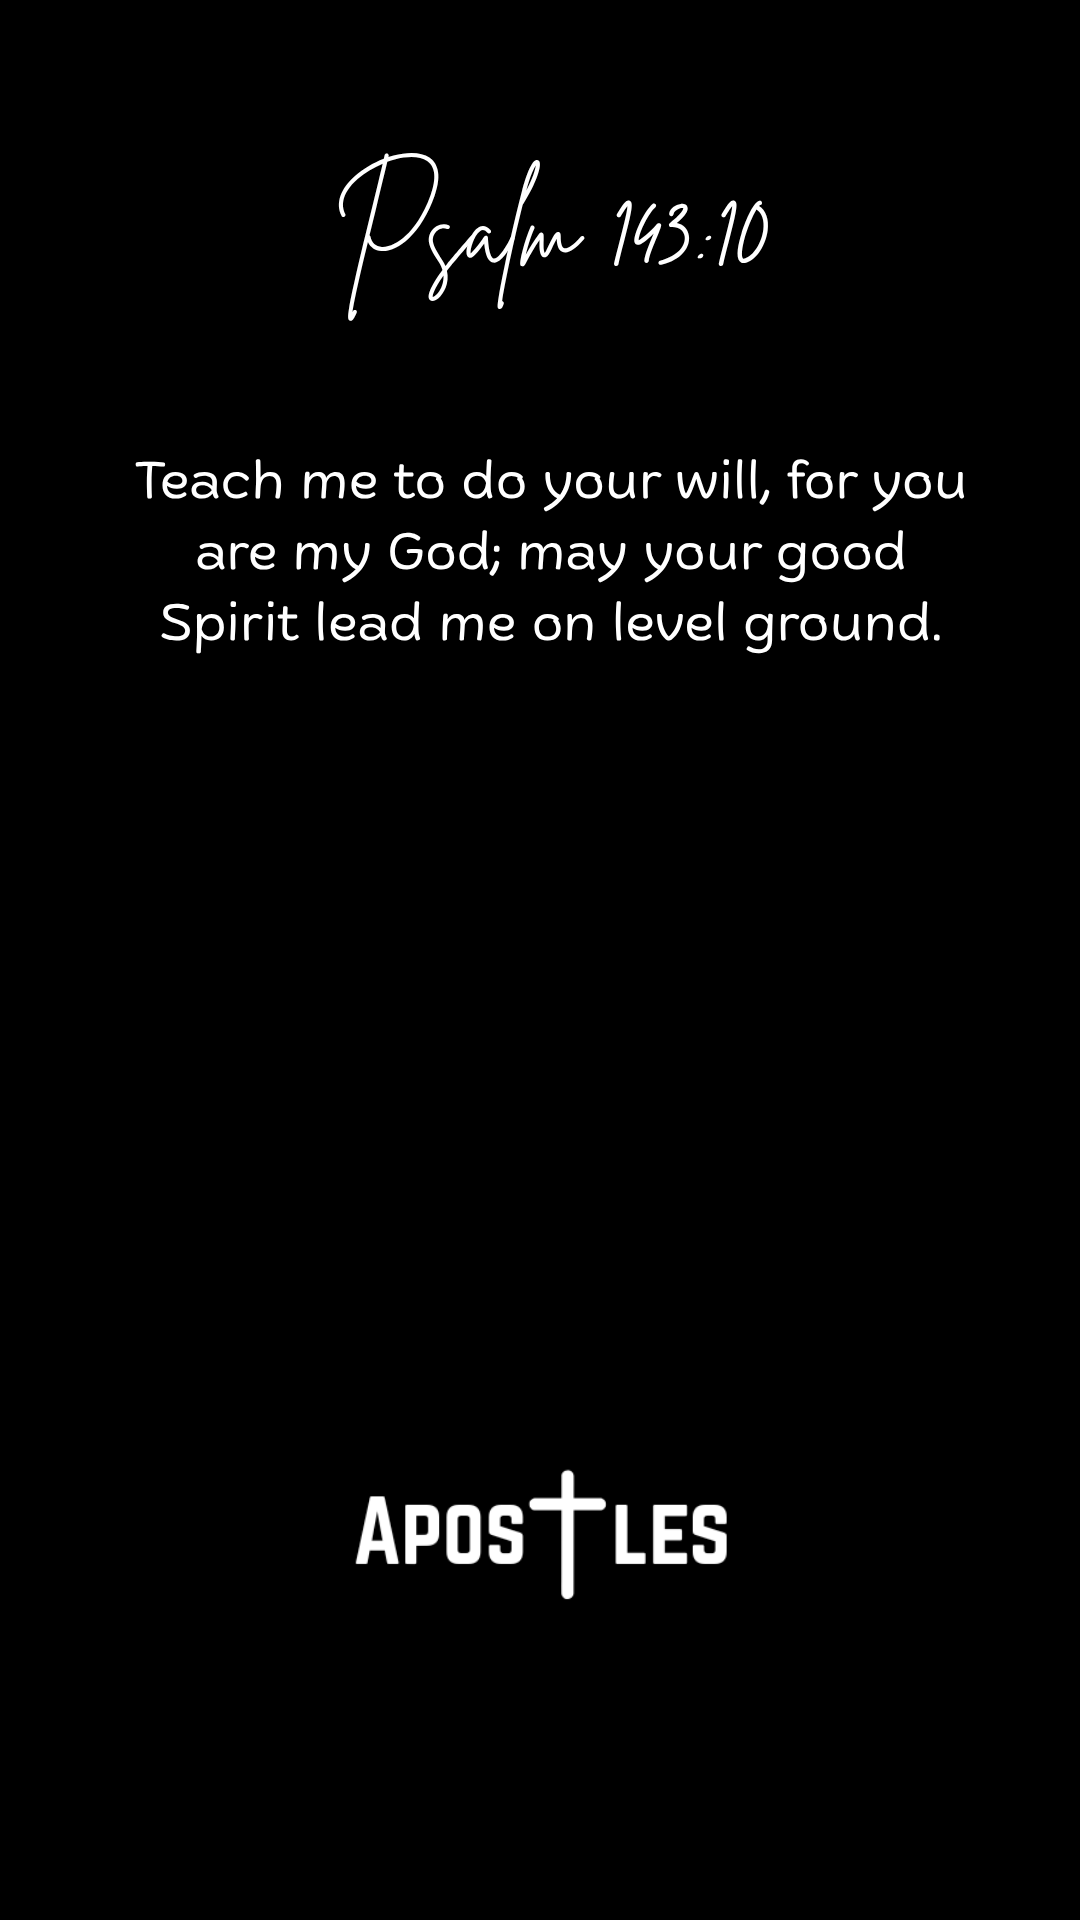 Psalm 143:10
Teach me to do your will, for you
are my God; may your good
Spirit lead me on level ground.
APOSTLES